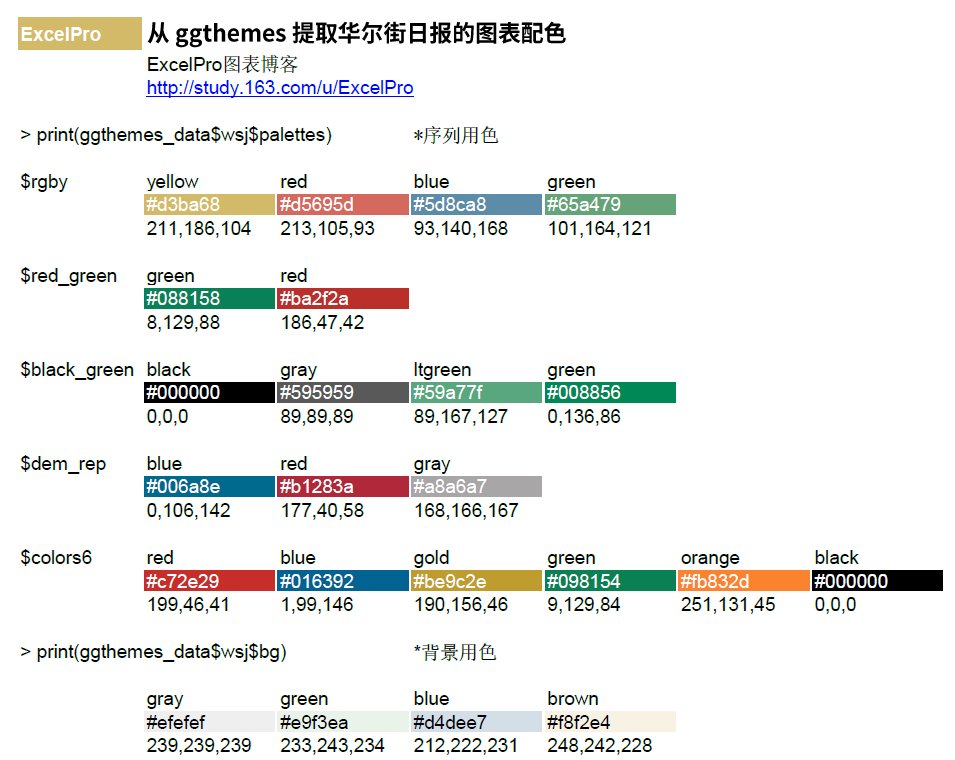 ExcelPro 从 ggthemes 提取华尔街日报的图表配色
ExcelPro图表博客
http://study.163.com/u/ExcelPro
> print(ggthemes_data$wsj$palettes) *序列用色
$rgby yellow red blue green
#d3ba68 #d5695d #5d8ca8 #65a479
211,186,104 213,105,93 93,140,168 101,164,121
$red_green green red
#088158 #ba2f2a
8,129,88 186,47,42
$black_green black gray ltgreen green
#000000 #595959 #59a77f #008856
0,0,0 89,89,89 89,167,127 0,136,86
$dem_rep blue red gray
#006a8e #b1283a #a8a6a7
0,106,142 177,40,58 168,166,167
$colors6 red blue gold green orange black
#c72e29 #016392 #be9c2e #098154 #fb832d #000000
199,46,41 1,99,146 190,156,46 9,129,84 251,131,45 0,0,0
> print(ggthemes_data$wsj$bg) *背景用色
gray green blue brown
#efefef #e9f3ea #d4dee7 #f8f2e4
239,239,239 233,243,234 212,222,231 248,242,228